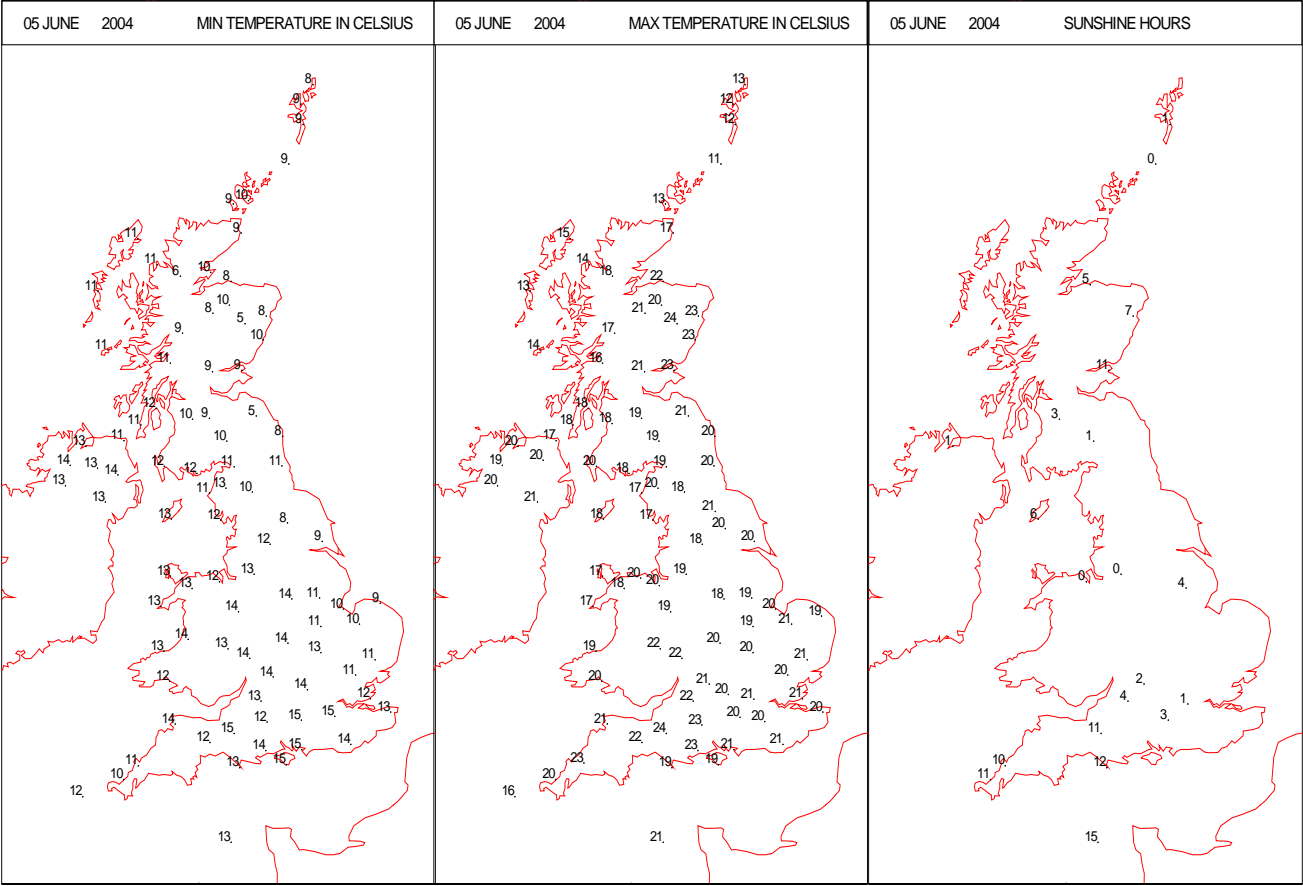 05 JUNE 2004 MIN TEMPERATURE IN CELSIUS
8.
9.
9.
9.
9. 10.
9.
11.
11. 6. 10.
8.
11.
10.
8. 5. 8.
9. 10.
11.
11. 9. 9.
12.
11. 10. 9. 5.
13. 11. 10. 8.
14. 13. 14. 12. 12. 11. 9.
13. 11. 13. 10.
13.
13. 12. 8.
12. 9.
13. 13. 12. 13.
13. 14. 14. 11. 10. 9.
11. 10.
14.
13. 13. 14. 14. 13. 11.
12. 14. 14. 11.
13. 12.
14. 15. 12. 15. 15. 13.
12. 14. 15. 14.
11. 13. 15.
10.
12.
13.
05 JUNE 2004 MAX TEMPERATURE IN CELSIUS
13.
12.
12.
11.
13.
17.
15.
14. 18. 22.
13.
20.
21. 24. 23.
17. 23.
14.
16. 21. 23.
18.
18. 18. 19. 21.
20. 17. 19. 20.
19. 20. 20. 18. 19. 20.
20. 17. 20. 18.
21.
18. 17. 21. 20.
18. 20.
17. 18. 20. 20. 19.
17. 19. 18. 19. 20. 19.
19. 21.
19. 22. 22. 20. 20. 21.
20. 21. 20. 20.
22. 21. 21.
21. 24. 23. 20. 20. 20.
22. 23. 21. 21.
23. 19. 19.
20.
16.
21.
05 JUNE 2004 SUNSHINE HOURS
1.
0.
5.
7.
11.
3.
1. 1.
6.
0. 0. 4.
2.
4. 1.
3.
11.
10. 12.
11.
15.